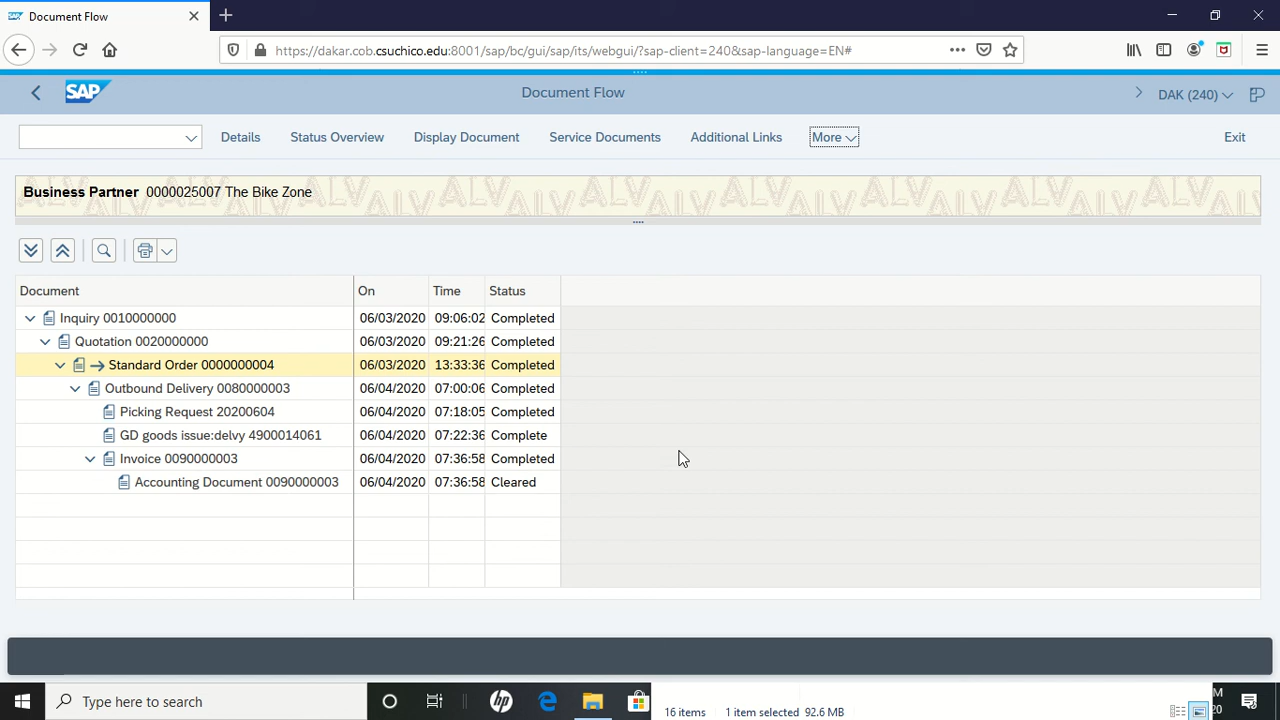 Document Flow
https://dakar.cob.csuchico.edu:8001/sap/bc/gui/sap/its/webgui/?sap-client=240&sap-language=EN#
SAP Document Flow DAK (240)
Details Status Overview Display Document Service Documents Additional Links More Exit
Business Partner 0000025007 The Bike Zone
Document On Time Status
Inquiry 0010000000 06/03/2020 09:06:02 Completed
Quotation 0020000000 06/03/2020 09:21:26 Completed
Standard Order 0000000004 06/03/2020 13:33:36 Completed
Outbound Delivery 0080000003 06/04/2020 07:00:06 Completed
Picking Request 20200604 06/04/2020 07:18:05 Completed
GD goods issue:delvy 4900014061 06/04/2020 07:22:36 Complete
Invoice 0090000003 06/04/2020 07:36:58 Completed
Accounting Document 0090000003 06/04/2020 07:36:58 Cleared
Type here to search
16 items 1 item selected 92.6 MB